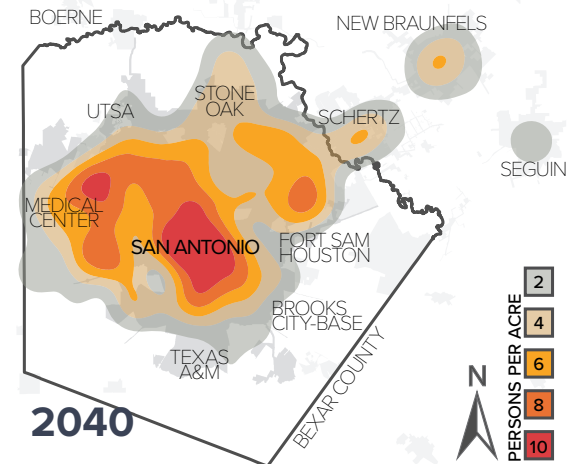 BOERNE
NEW BRAUNFELS
STONE
OAK
UTSA
SCHERTZ
SEGUIN
MEDICAL
CENTER
SAN ANTONIO
FORT SAM
HOUSTON
BROOKS
CITY-BASE
TEXAS
A&M
BEXAR COUNTY
2040
N
PERSONS PER ACRE
2
4
6
8
10